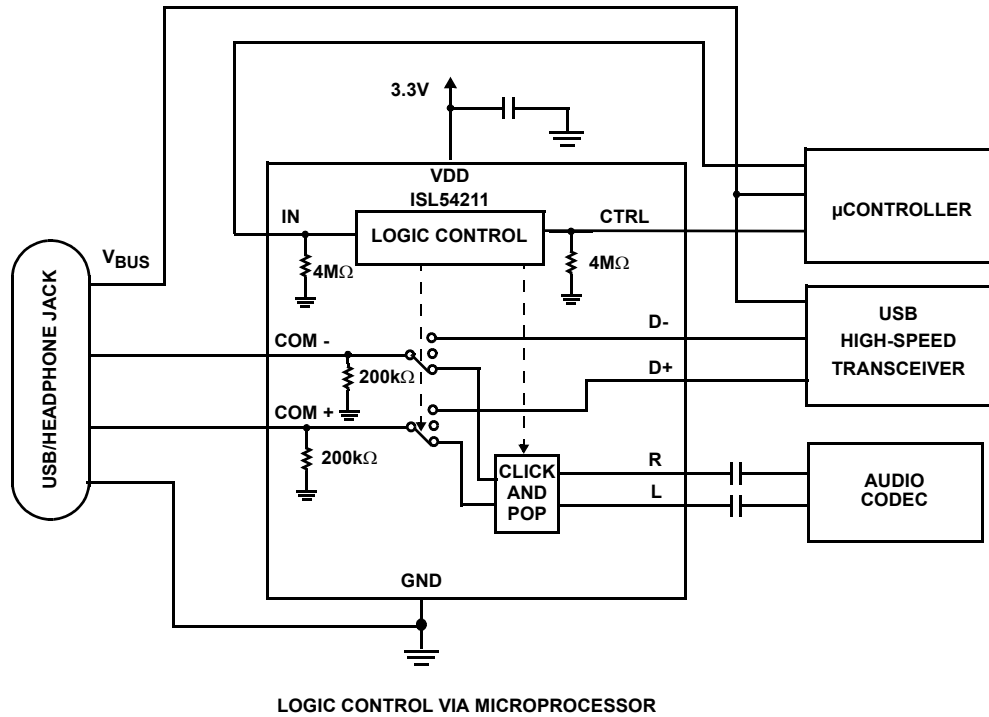 3.3V
VDD
ISL54211
IN
LOGIC CONTROL
CTRL
4MΩ
4MΩ
µCONTROLLER
VBUS
USB/HEADPHONE JACK
COM -
200kΩ
COM +
200kΩ
D-
D+
USB
HIGH-SPEED
TRANSCEIVER
CLICK
AND
POP
R
L
AUDIO
CODEC
GND
LOGIC CONTROL VIA MICROPROCESSOR